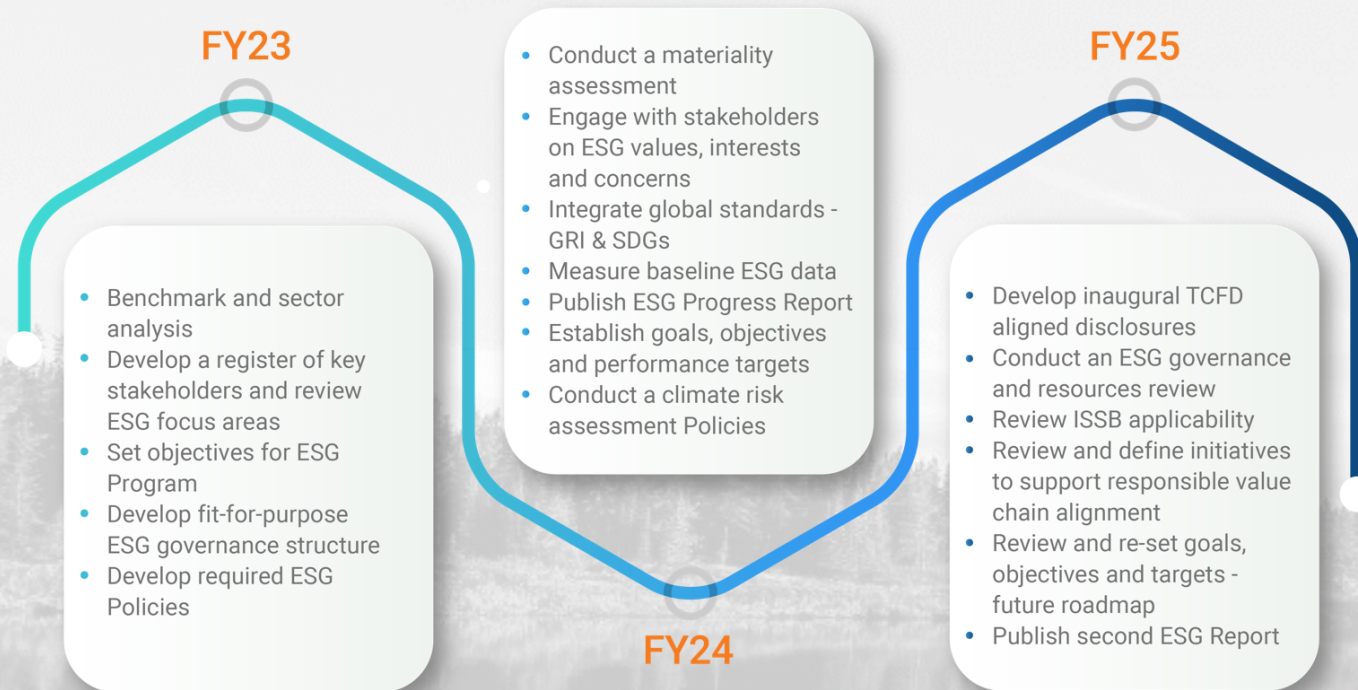 FY23
• Benchmark and sector
analysis
• Develop a register of key
stakeholders and review
ESG focus areas
• Set objectives for ESG
Program
• Develop fit-for-purpose
ESG governance structure
• Develop required ESG
Policies
• Conduct a materiality
assessment
• Engage with stakeholders
on ESG values, interests
and concerns
• Integrate global standards -
GRI & SDGs
• Measure baseline ESG data
• Publish ESG Progress Report
• Establish goals, objectives
and performance targets
• Conduct a climate risk
assessment Policies
FY24
FY25
• Develop inaugural TCFD
aligned disclosures
• Conduct an ESG governance
and resources review
• Review ISSB applicability
• Review and define initiatives
to support responsible value
chain alignment
• Review and re-set goals,
objectives and targets -
future roadmap
• Publish second ESG Report